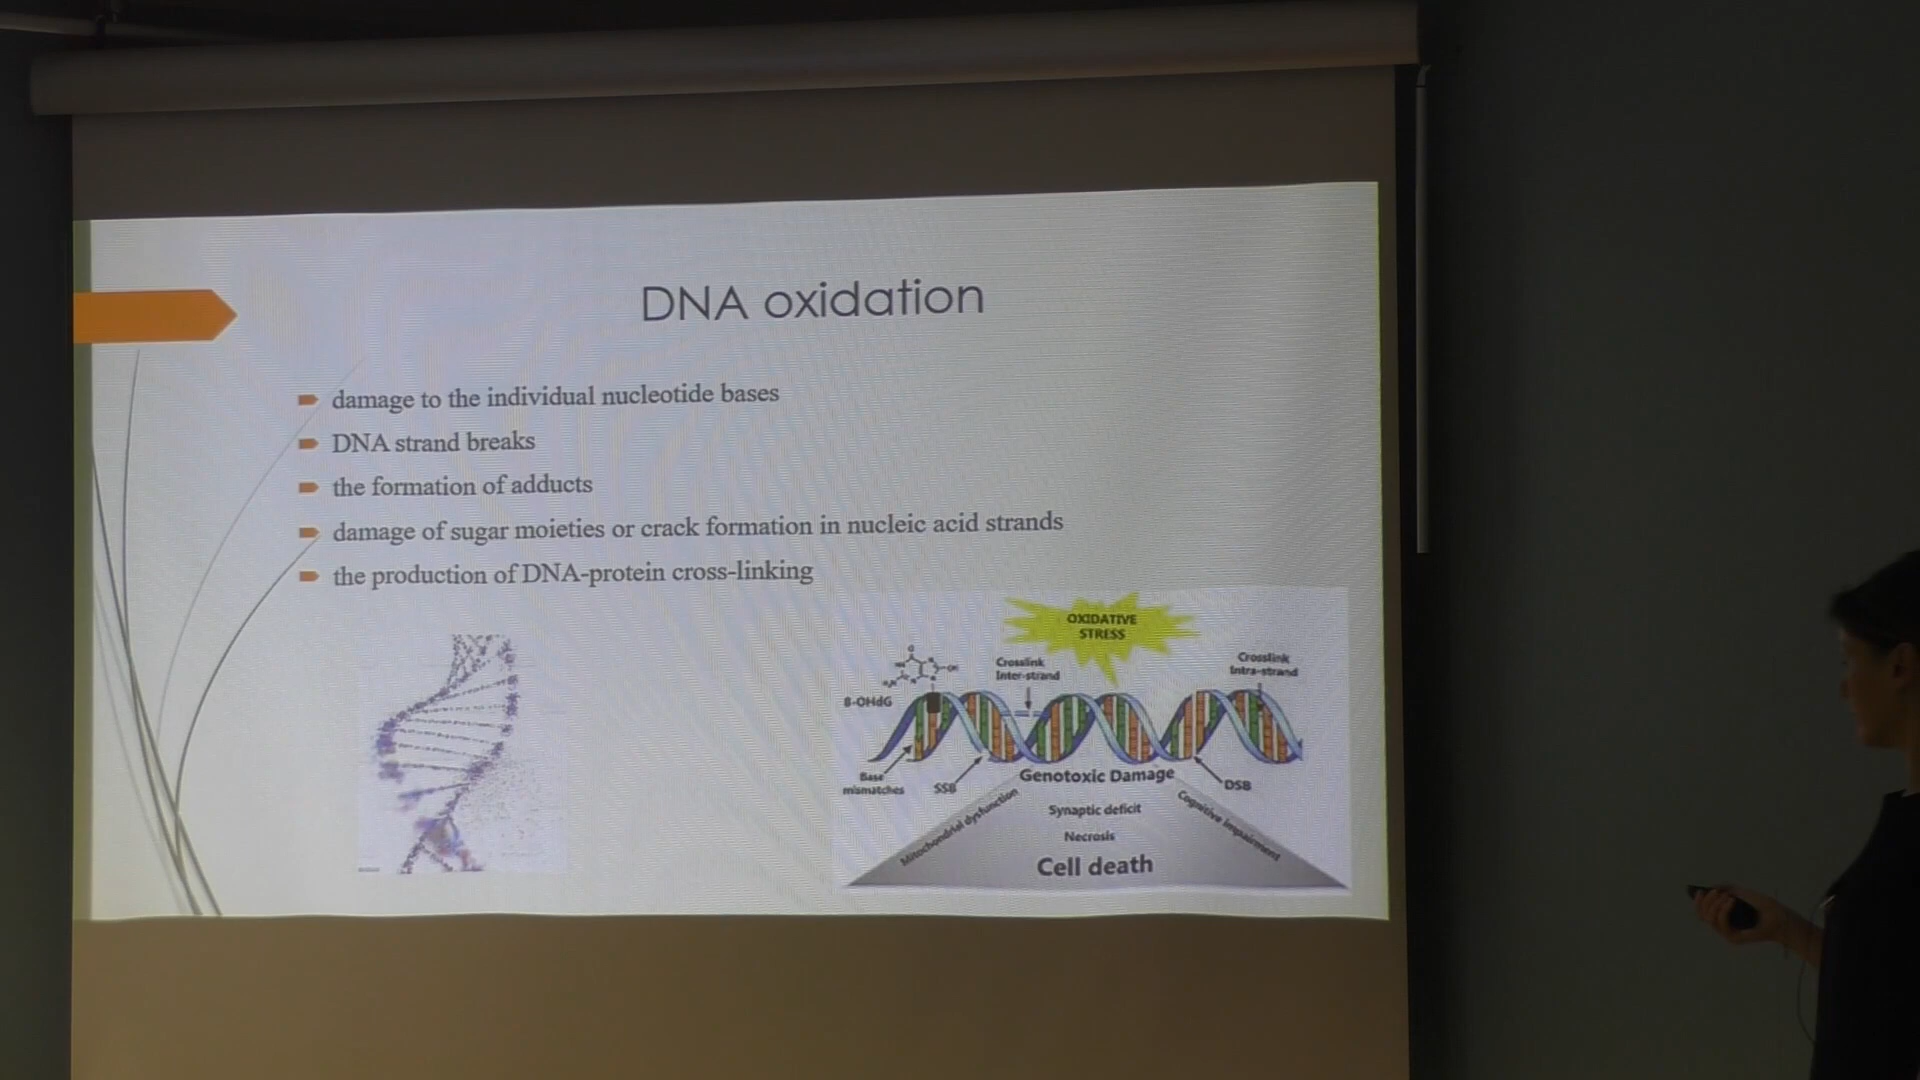 DNA oxidation
damage to the individual nucleotide bases
DNA strand breaks
the formation of adducts
damage of sugar moieties or crack formation in nucleic acid strands
the production of DNA-protein cross-linking
OXIDATIVE
STRESS
Crosslink
Inter-strand
Crosslink
Intra-strand
8-OHdG
Base
mismatches
SSB
Genotoxic Damage
DSB
Mitochondrial dysfunction
Synaptic deficit
Cognitive impairment
Necrosis
Cell death